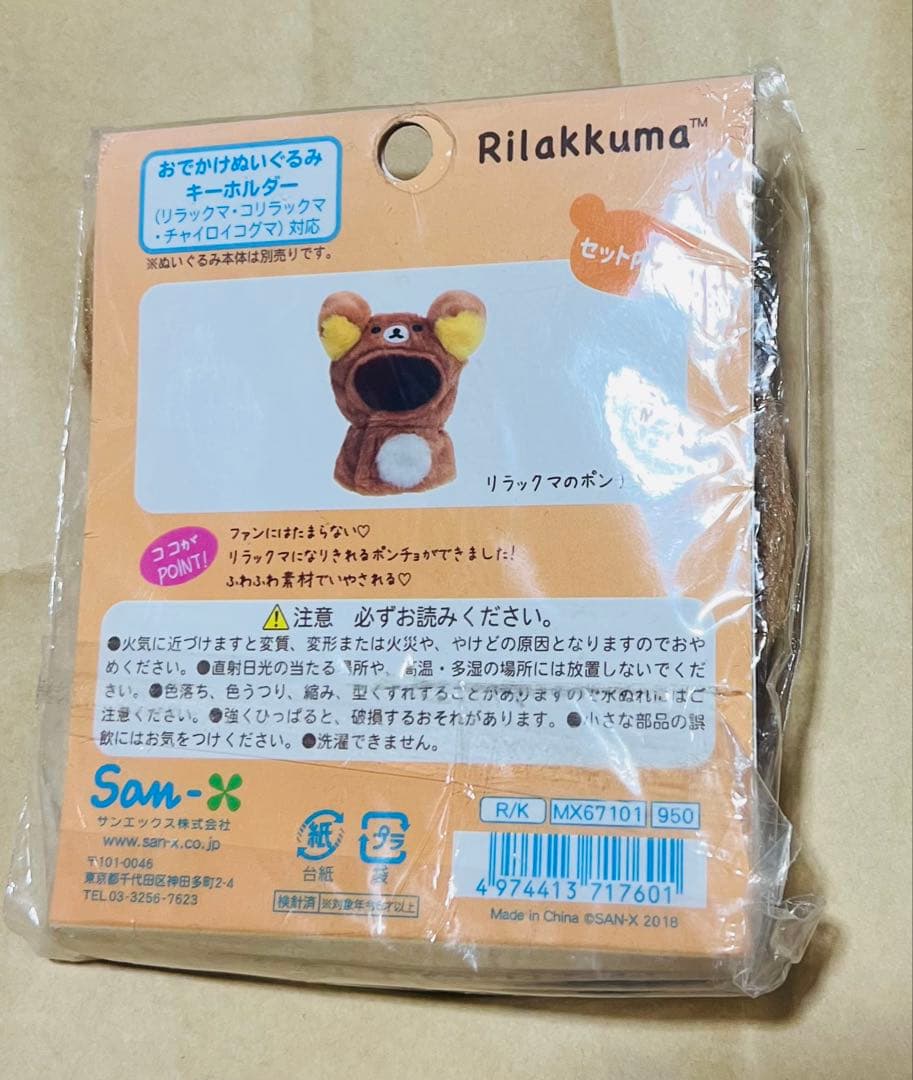 Rilakkuma™
おでかけぬいぐるみ
キーホルダー
(リラックマ・コリラックマ
・チャイロイコグマ)対応
※ぬいぐるみ本体は別売りです。
セット
リラックマのポン
ココが
POINT!
ファンにはたまらない♡
リラックマになりきれるポンチョができました!
ふわふわ素材でいやされる♡
注意 必ずお読みください。
●火気に近づけますと変質、変形または火災や、やけどの原因となりますのでおや
めください。●直射日光の当たる場所や、高温・多湿の場所には放置しないでくだ
さい。●色落ち、色うつり、縮み、型くずれすることがありますので水ぬれにはご
注意ください。●強くひっぱると、破損するおそれがあります。●小さな部品の誤
飲にはお気をつけください。●洗濯できません。
San-X
サンエックス株式会社
www.san-x.co.jp
〒101-0046
東京都千代田区神田多町2-4
TEL 03-3256-7623
紙
台紙
プラ
袋
検針済 ※対象年令6才以上
R/K MX67101 950
4 974413 717601
Made in China ©SAN-X 2018